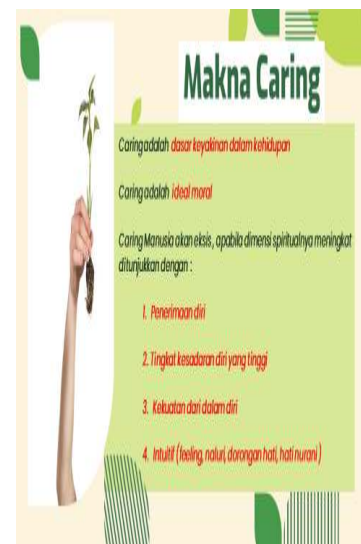 Makna Caring
Caring adalah dasar keyakinan dalam kehidupan
Caring adalah ideal moral
Caring Manusia akan eksis, apabila dimensi spiritualnya meningkat
ditunjukkan dengan :
1. Penerimaan diri
2. Tingkat kesadaran diri yang tinggi
3. Kekuatan dari dalam diri
4. Intuitif (feeling, naluri, dorongan hati, hati nurani)